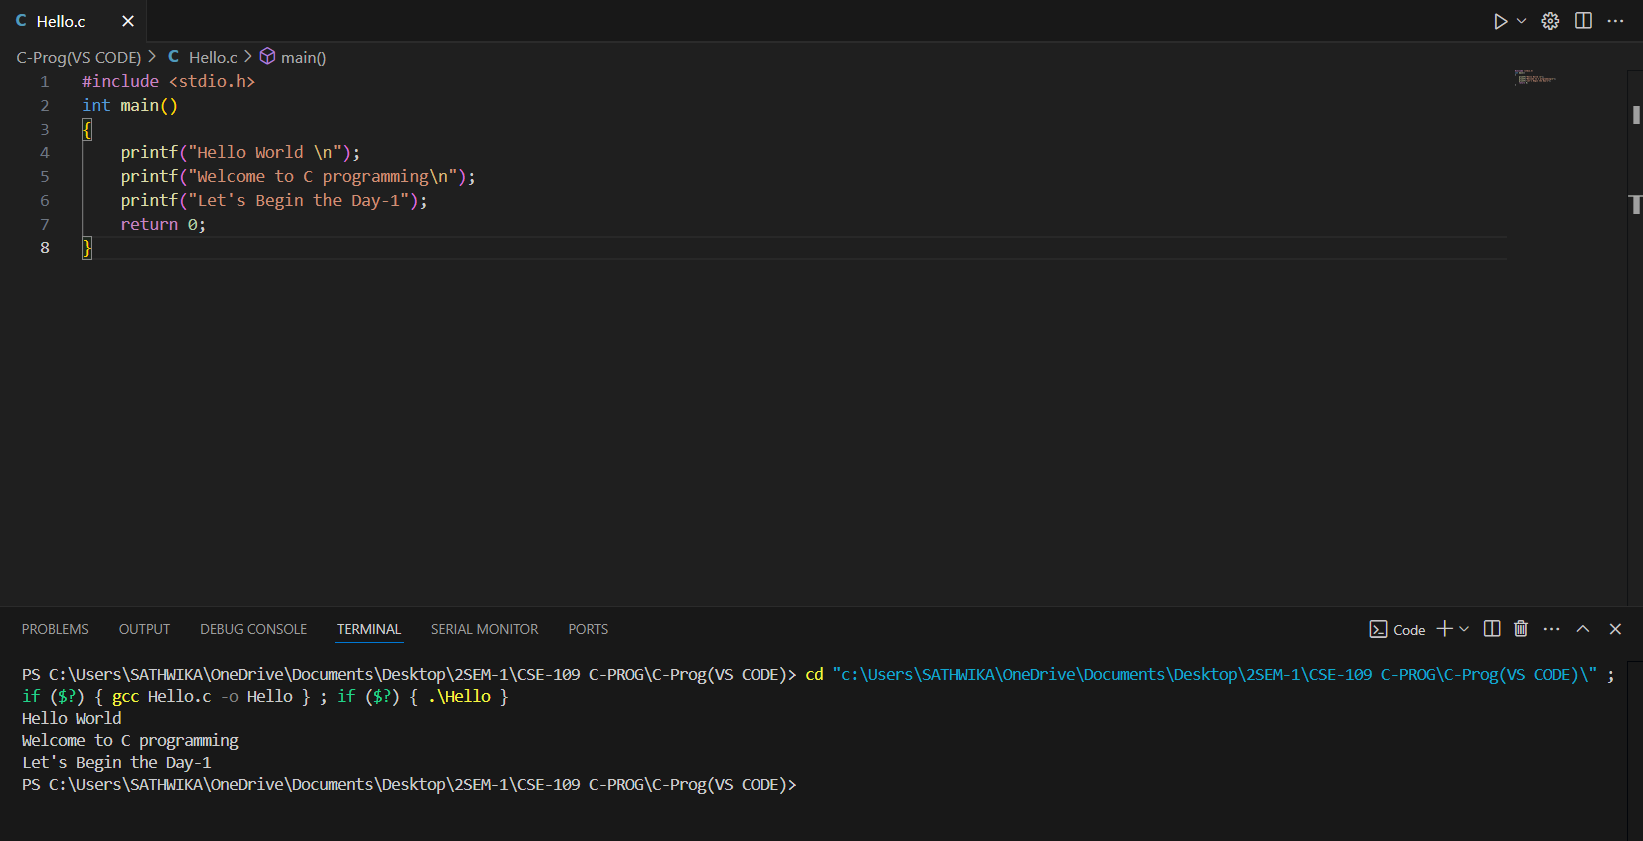 C Hello.c
C-Prog(VS CODE) > C Hello.c > main()
1 #include <stdio.h>
2 int main()
3 {
4     printf("Hello World \n");
5     printf("Welcome to C programming\n");
6     printf("Let's Begin the Day-1");
7     return 0;
8 }
PROBLEMS OUTPUT DEBUG CONSOLE TERMINAL SERIAL MONITOR PORTS Code
PS C:\Users\SATHWIKA\OneDrive\Documents\Desktop\2SEM-1\CSE-109 C-PROG\C-Prog(VS CODE)> cd "c:\Users\SATHWIKA\OneDrive\Documents\Desktop\2SEM-1\CSE-109 C-PROG\C-Prog(VS CODE)\" ;
if ($?) { gcc Hello.c -o Hello } ; if ($?) { .\Hello }
Hello World
Welcome to C programming
Let's Begin the Day-1
PS C:\Users\SATHWIKA\OneDrive\Documents\Desktop\2SEM-1\CSE-109 C-PROG\C-Prog(VS CODE)>